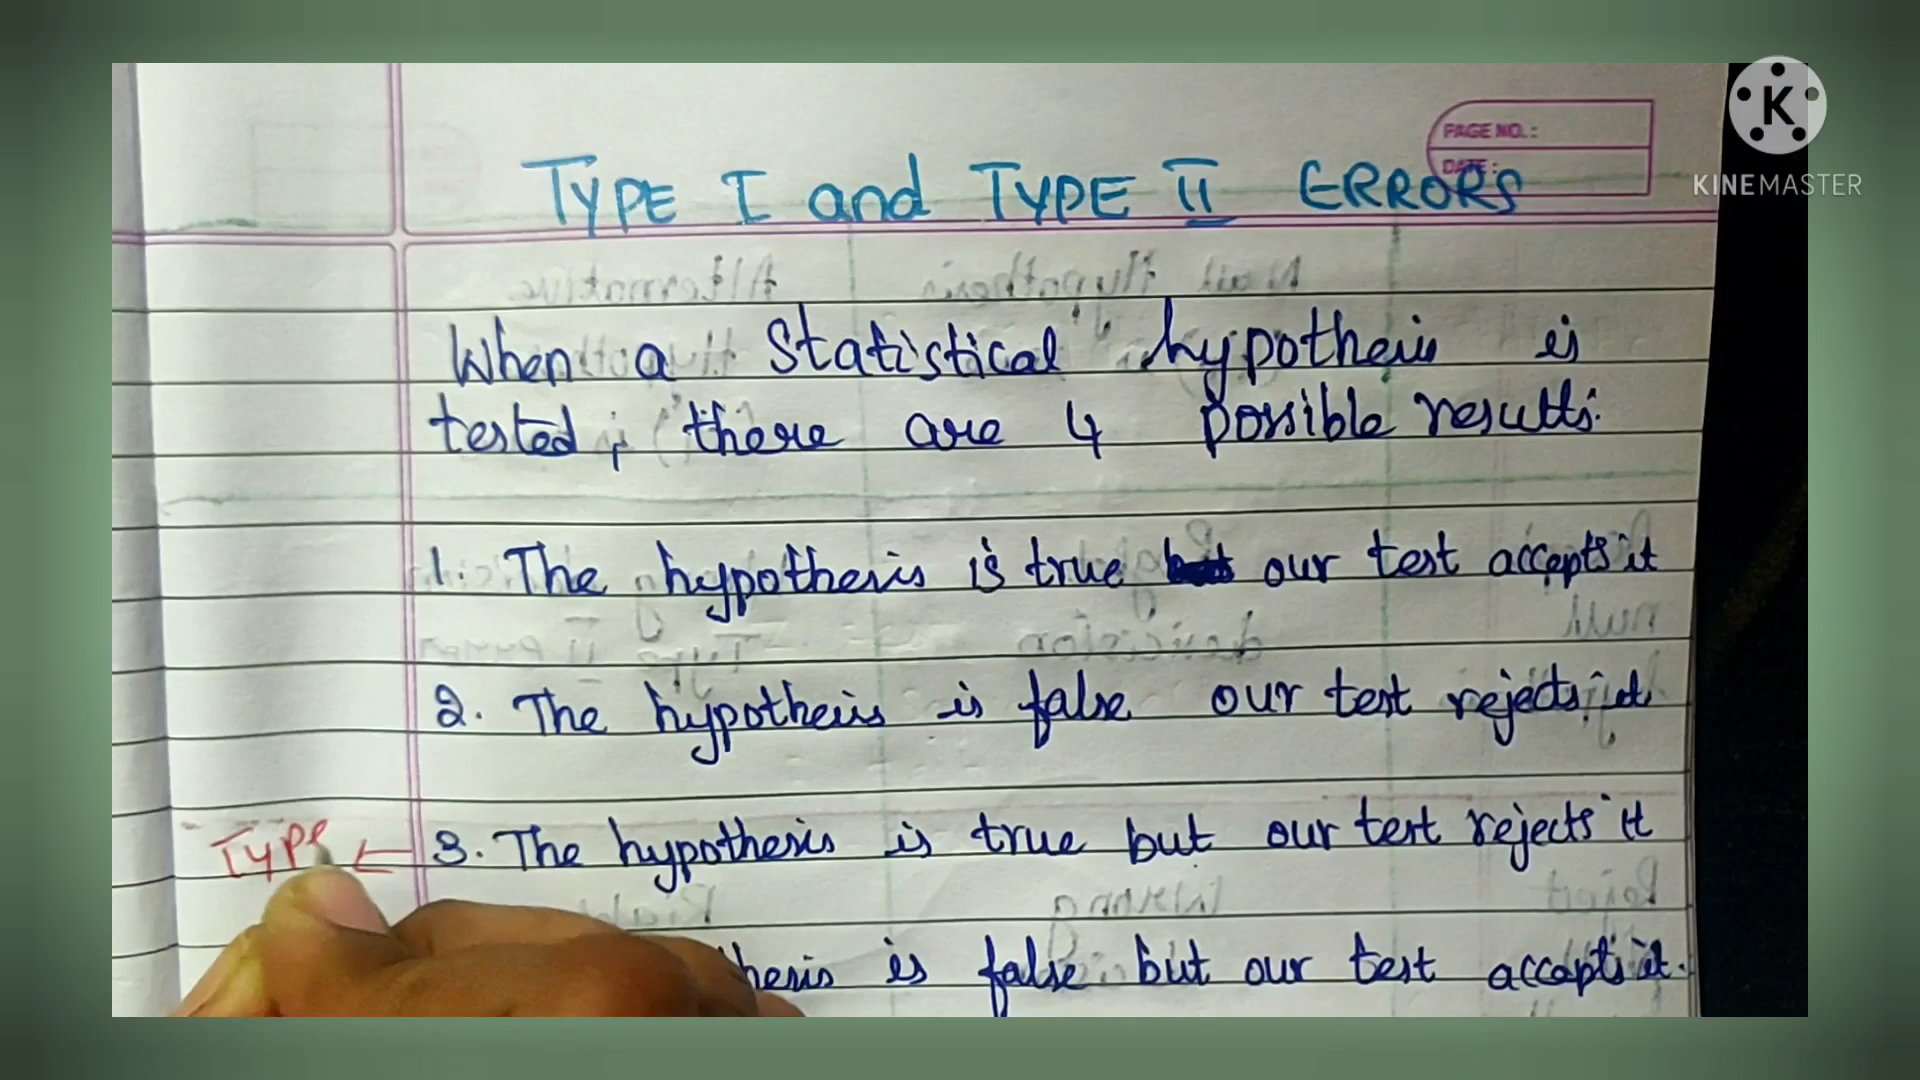 KINEMASTER
PAGE NO.:
DATE:
TYPE I and TYPE II ERRORS
When a statistical hypothesis is
tested, there are 4 possible results.
1. The hypothesis is true our test accepts it
2. The hypothesis is false our test rejects it
Type ← 3. The hypothesis is true but our test rejects it
is false but our test accepts it.